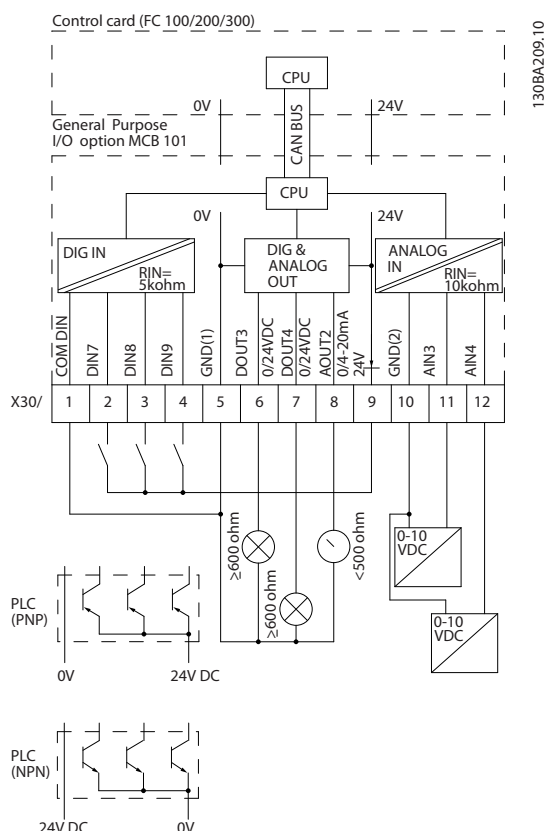 Control card (FC 100/200/300)
130BA209.10
CPU
0V
24V
General Purpose
I/O option MCB 101
CAN BUS
CPU
0V
24V
DIG IN
RIN=
5kohm
DIG &
ANALOG
OUT
ANALOG
IN
RIN=
10kohm
COM DIN
DIN7
DIN8
DIN9
GND(1)
DOUT3
0/24VDC
DOUT4
0/24VDC
AOUT2
0/4-20mA
24V
GND(2)
AIN3
AIN4
X30/ 1 2 3 4 5 6 7 8 9 10 11 12
≥600 ohm
≥600 ohm
<500 ohm
0-10
VDC
0-10
VDC
PLC
(PNP)
0V
24V DC
PLC
(NPN)
24V DC
0V